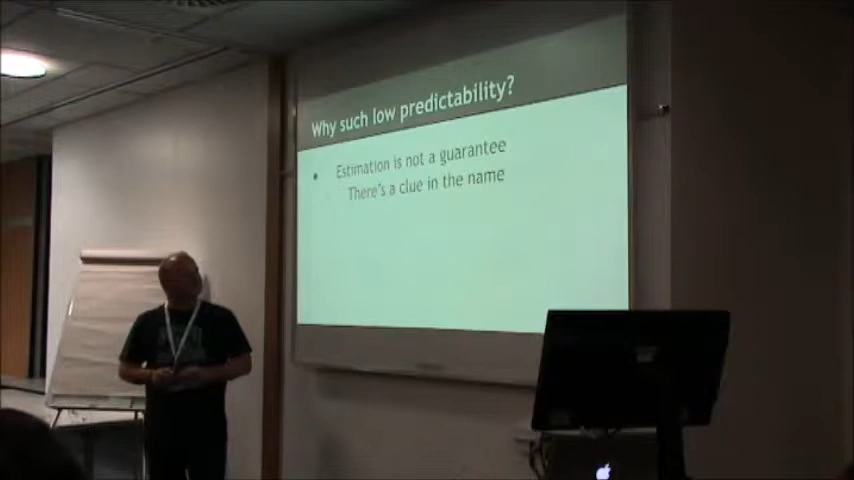 Why such low predictability?
• Estimation is not a guarantee
There's a clue in the name